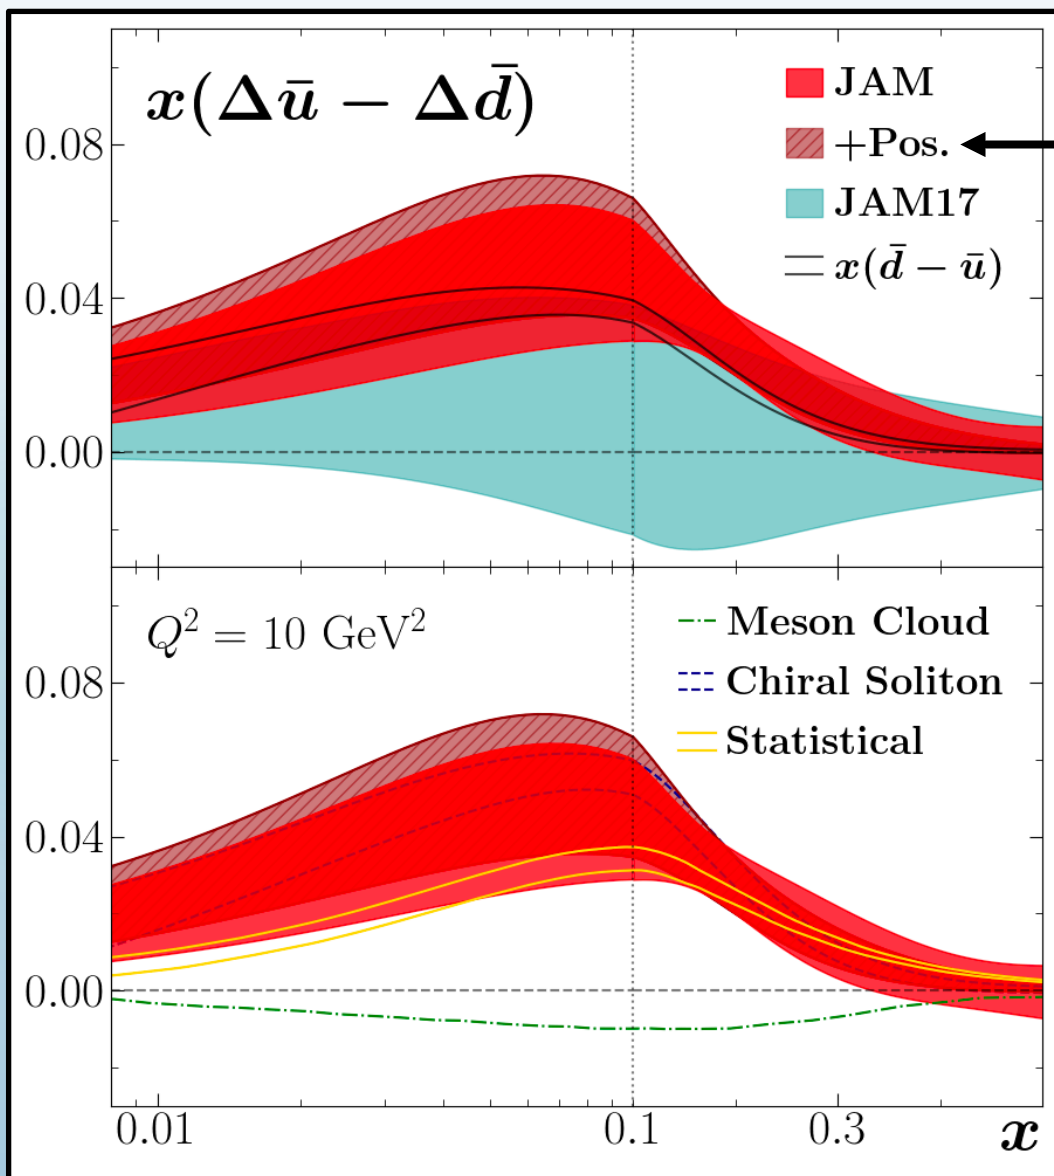 x(Δū − Δd̄)
JAM
+Pos.
JAM17
x(d̄ − ū)
0.08
0.04
0.00
Q² = 10 GeV²
Meson Cloud
Chiral Soliton
Statistical
0.08
0.04
0.00
0.01 0.1 0.3 x